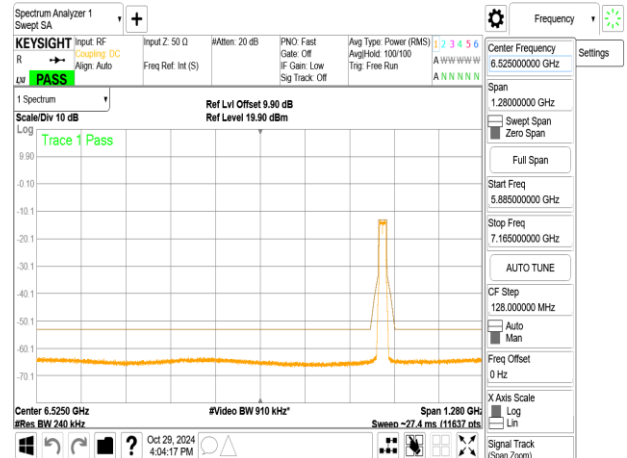 Spectrum Analyzer 1
Swept SA
+
Frequency
KEYSIGHT
R
LXI
PASS
Input: RF
Coupling: DC
Align: Auto
Input Z: 50 Ω
Freq Ref: Int (S)
#Atten: 20 dB
PNO: Fast
Gate: Off
IF Gain: Low
Sig Track: Off
Avg Type: Power (RMS)
Avg|Hold: 100/100
Trig: Free Run
1 2 3 4 5 6
A W W W W W
A N N N N N
Settings
1 Spectrum
Scale/Div 10 dB
Ref Lvl Offset 9.90 dB
Ref Level 19.90 dBm
Log
Trace 1 Pass
9.90
-0.10
-10.1
-20.1
-30.1
-40.1
-50.1
-60.1
-70.1
Center 6.5250 GHz
#Res BW 240 kHz
#Video BW 910 kHz*
Span 1.280 GHz
Sweep ~27.4 ms (11637 pts
Center Frequency
6.525000000 GHz
Span
1.28000000 GHz
Swept Span
Zero Span
Full Span
Start Freq
5.885000000 GHz
Stop Freq
7.165000000 GHz
AUTO TUNE
CF Step
128.000000 MHz
Auto
Man
Freq Offset
0 Hz
X Axis Scale
Log
Lin
Signal Track
(Span Zoom)
?
Oct 29, 2024
4:04:17 PM